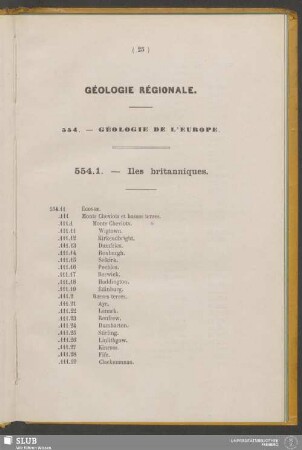 ( 23 )
GÉOLOGIE RÉGIONALE.
554. — GÉOLOGIE DE L'EUROPE.
554.1. — Iles britanniques.
554.11 Ecosse.
.111 Monts Cheviots et basses terres.
.111.1 Monts Cheviots.
.111.11 Wigtown.
.111.12 Kirkcudbright.
.111.13 Dumfries.
.111.14 Roxburgh.
.111.15 Selkirk.
.111.16 Peebles.
.111.17 Berwick.
.111.18 Haddington.
.111.19 Edinburg.
.111.2 Basses terres.
.111.21 Ayr.
.111.22 Lanark.
.111.23 Renfrew.
.111.24 Dumbarton.
.111.25 Stirling.
.111.26 Linlithgow.
.111.27 Kinross.
.111.28 Fife.
.111.29 Clackmannan.
SLUB
Wir führen Wissen.
UNIVERSITÄTSBIBLIOTHEK
FREIBERG